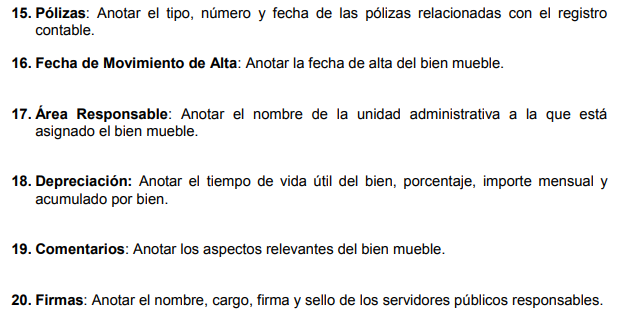 15. Pólizas: Anotar el tipo, número y fecha de las pólizas relacionadas con el registro
contable.
16. Fecha de Movimiento de Alta: Anotar la fecha de alta del bien mueble.
17. Área Responsable: Anotar el nombre de la unidad administrativa a la que está
asignado el bien mueble.
18. Depreciación: Anotar el tiempo de vida útil del bien, porcentaje, importe mensual y
acumulado por bien.
19. Comentarios: Anotar los aspectos relevantes del bien mueble.
20. Firmas: Anotar el nombre, cargo, firma y sello de los servidores públicos responsables.